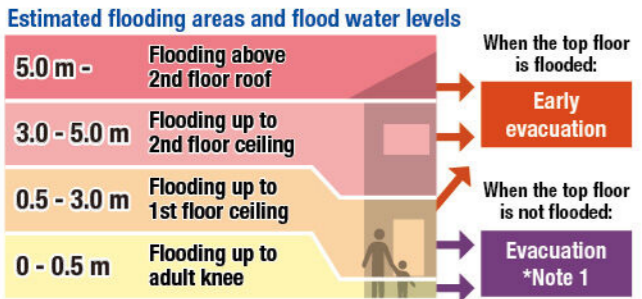 Estimated flooding areas and flood water levels
5.0 m -
Flooding above
2nd floor roof
3.0 - 5.0 m
Flooding up to
2nd floor ceiling
0.5 - 3.0 m
Flooding up to
1st floor ceiling
0 - 0.5 m
Flooding up to
adult knee
When the top floor
is flooded:
Early
evacuation
When the top floor
is not flooded:
Evacuation
*Note 1